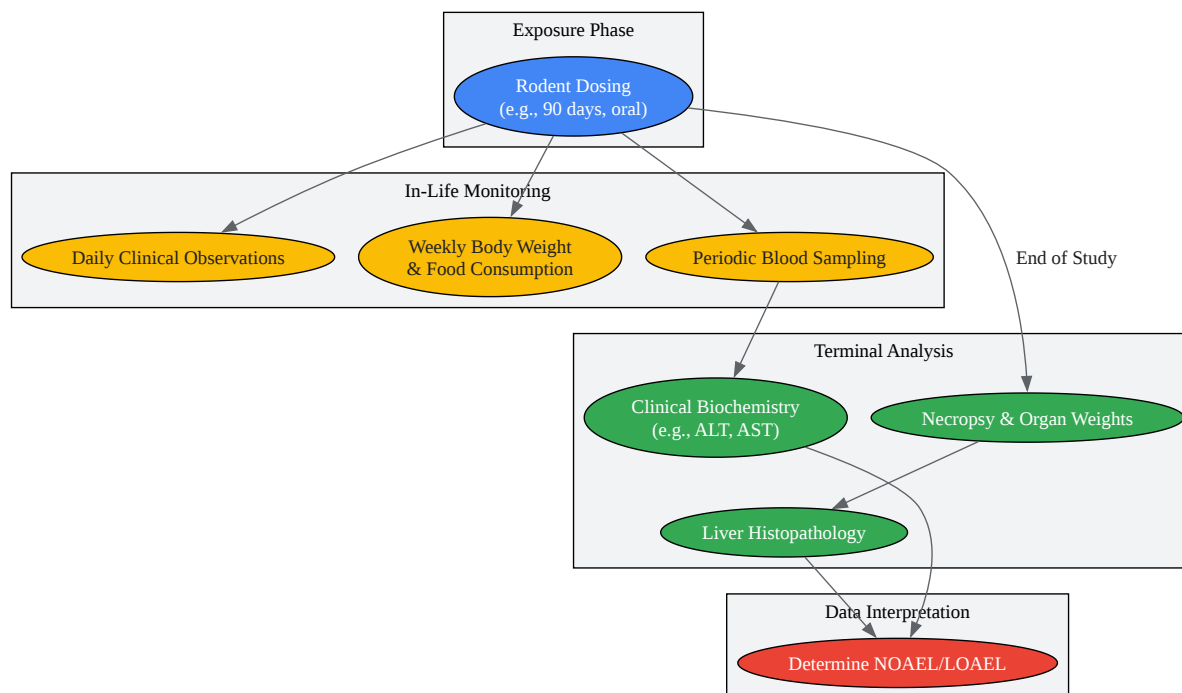 Exposure Phase
Rodent Dosing
(e.g., 90 days, oral)
In-Life Monitoring
Daily Clinical Observations
Weekly Body Weight
& Food Consumption
Periodic Blood Sampling
End of Study
Terminal Analysis
Clinical Biochemistry
(e.g., ALT, AST)
Necropsy & Organ Weights
Liver Histopathology
Data Interpretation
Determine NOAEL/LOAEL